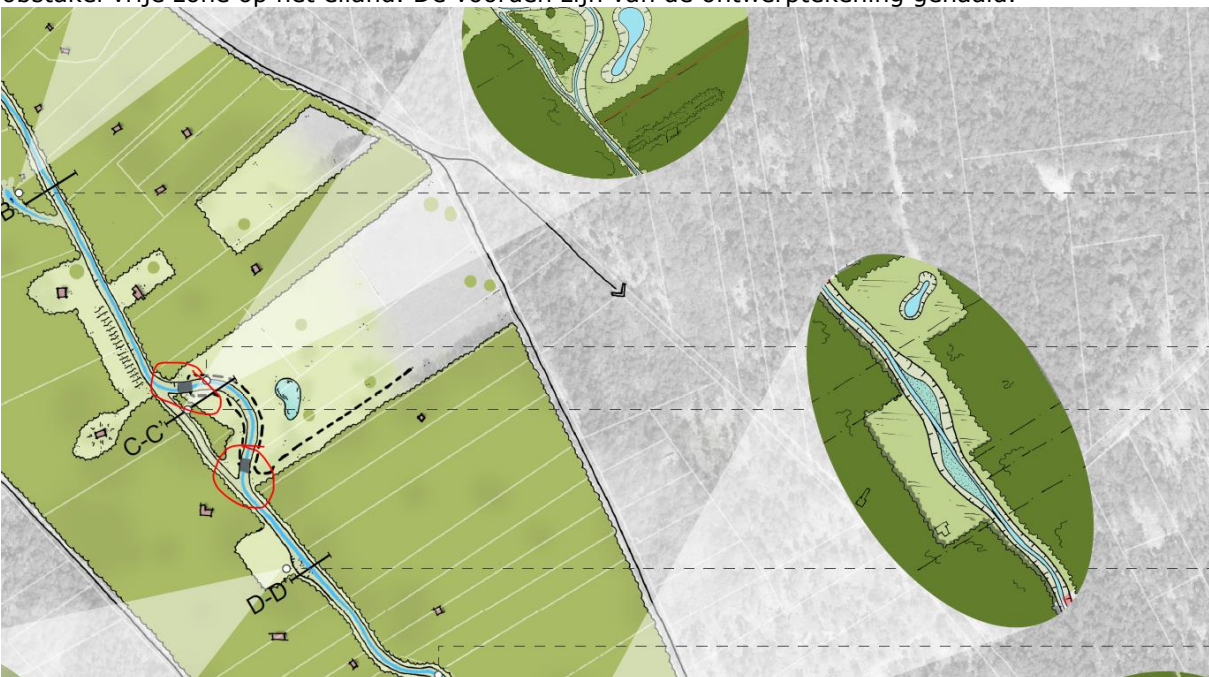 obstakel vrije zone op het eiland. De voorden zijn van de ontwerptekening gehaald.
B'
C-C'
D-D'